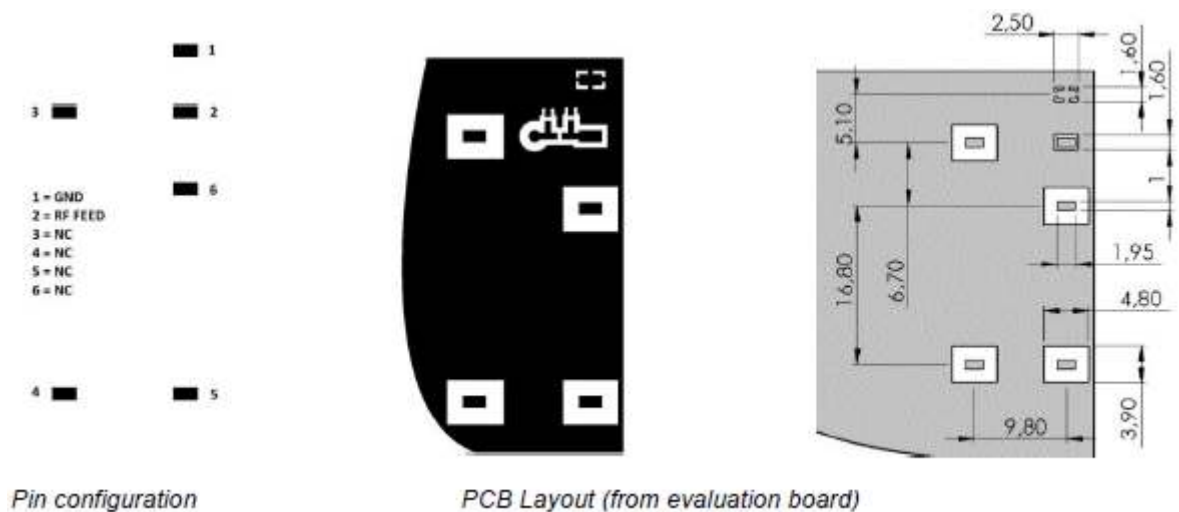 1
3
2
6
1 = GND
2 = RF FEED
3 = NC
4 = NC
5 = NC
6 = NC
4
5
2,50
1,60
1,60
5,10
1
1,95
16,80
6,70
4,80
3,90
9,80
Pin configuration
PCB Layout (from evaluation board)